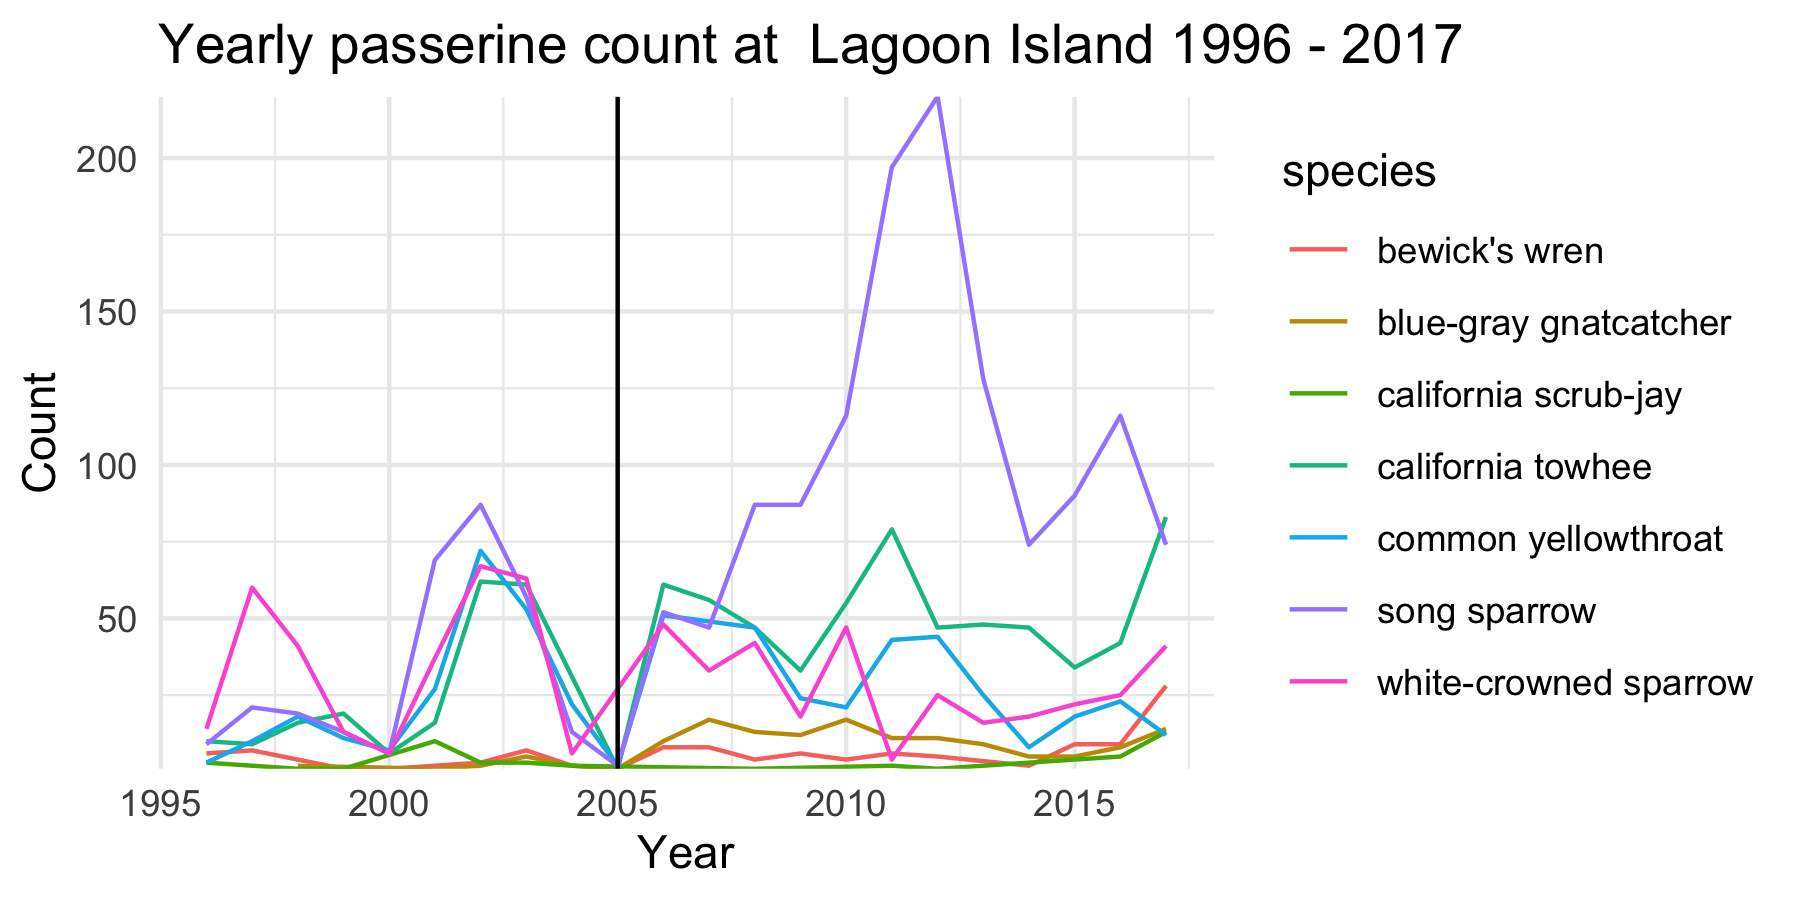 Yearly passerine count at  Lagoon Island 1996 - 2017
200
150
100
50
Count
1995 2000 2005 2010 2015
Year
species
bewick's wren
blue-gray gnatcatcher
california scrub-jay
california towhee
common yellowthroat
song sparrow
white-crowned sparrow